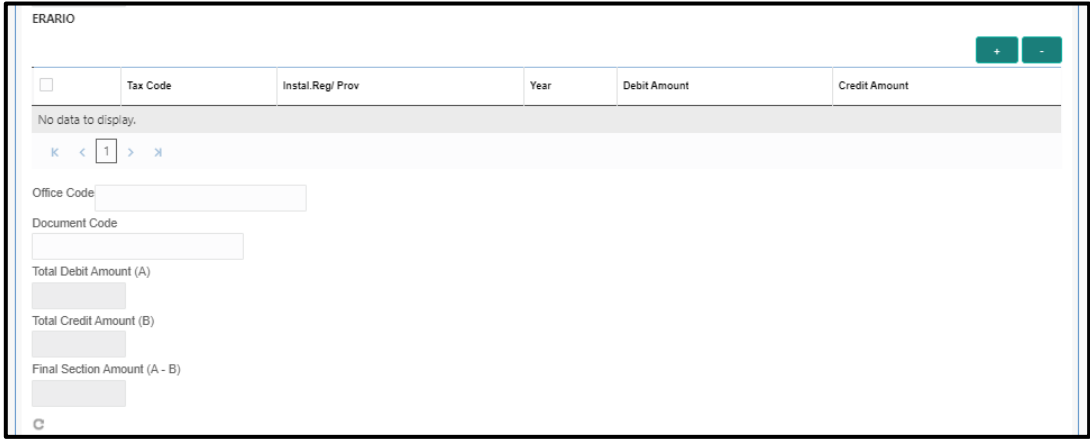 ERARIO
+ -
Tax Code Instal.Reg/ Prov Year Debit Amount Credit Amount
No data to display.
1
Office Code
Document Code
Total Debit Amount (A)
Total Credit Amount (B)
Final Section Amount (A - B)